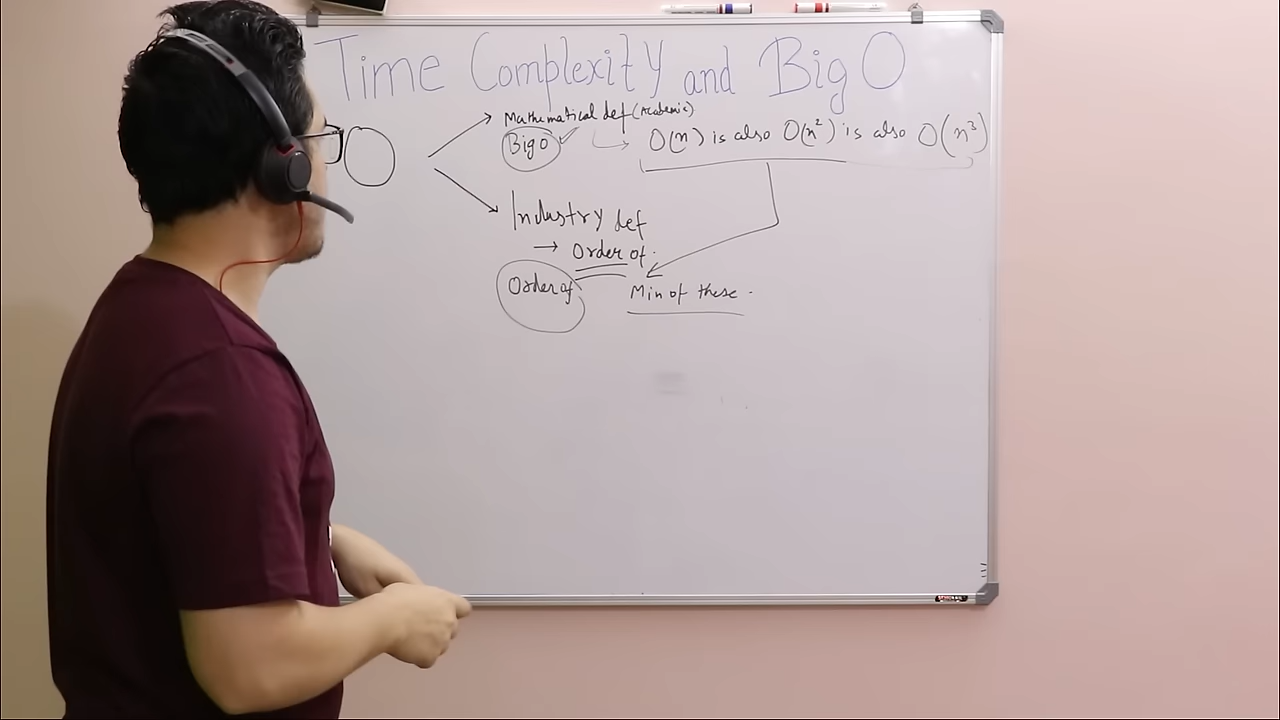 Time Complexity and Big O
O
Mathematical def (Academic)
Big O
O(n) is also O(n²) is also O(n³)
Industry def
→ Order of.
Order of
Min of these.